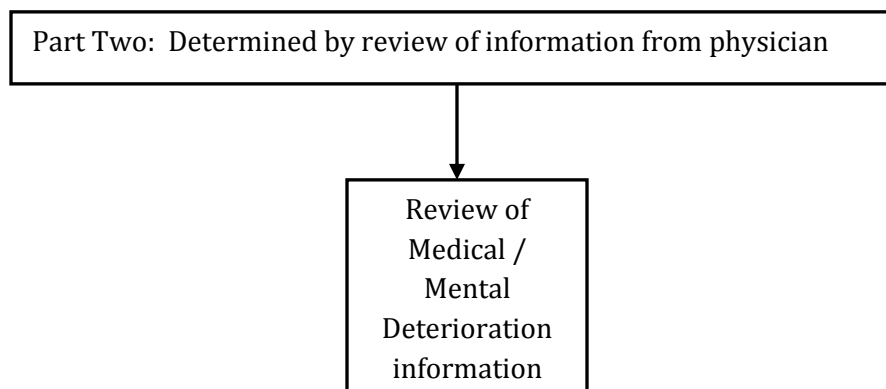 Part Two:  Determined by review of information from physician
Review of
Medical /
Mental
Deterioration
information